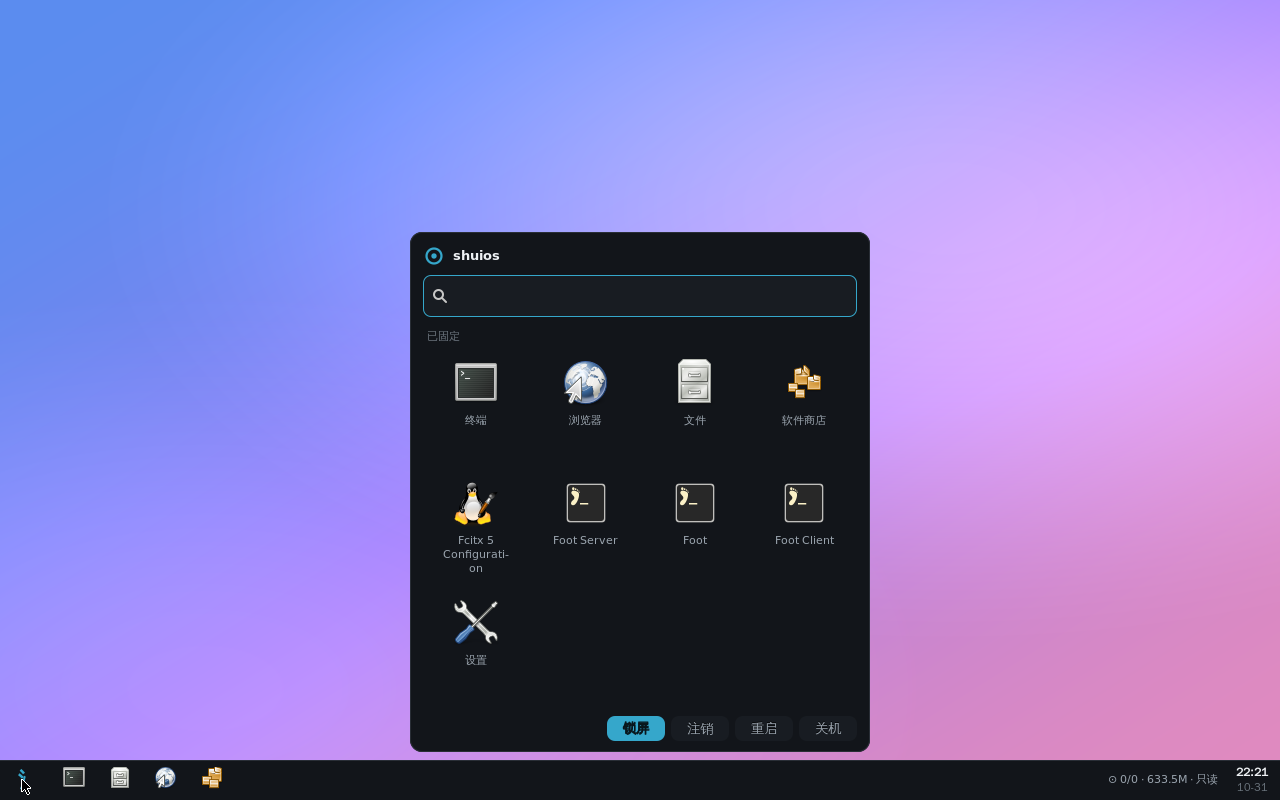 shuios
已固定
终端
浏览器
文件
软件商店
Fcitx 5
Configurati-
on
Foot Server
Foot
Foot Client
设置
锁屏
注销
重启
关机
⊙ 0/0 · 633.5M · 只读
22:21
10-31